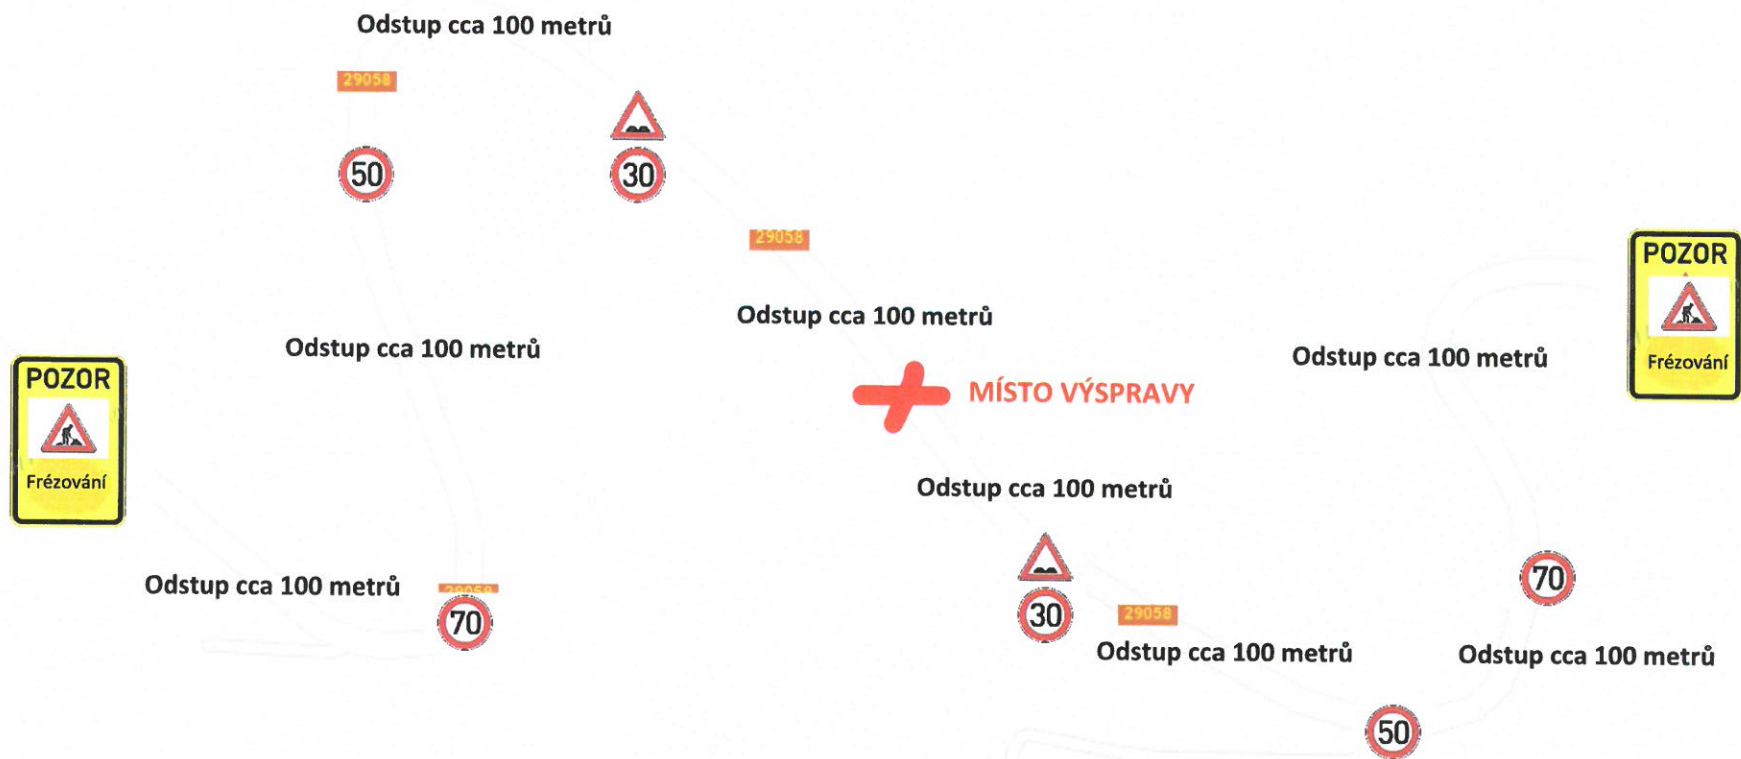 Odstup cca 100 metrů
29058
50
30
29058
POZOR
Frézování
Odstup cca 100 metrů
Odstup cca 100 metrů
Odstup cca 100 metrů
POZOR
Frézování
MÍSTO VÝSPRAVY
Odstup cca 100 metrů
Odstup cca 100 metrů
29058
70
30
29058
70
Odstup cca 100 metrů
Odstup cca 100 metrů
50